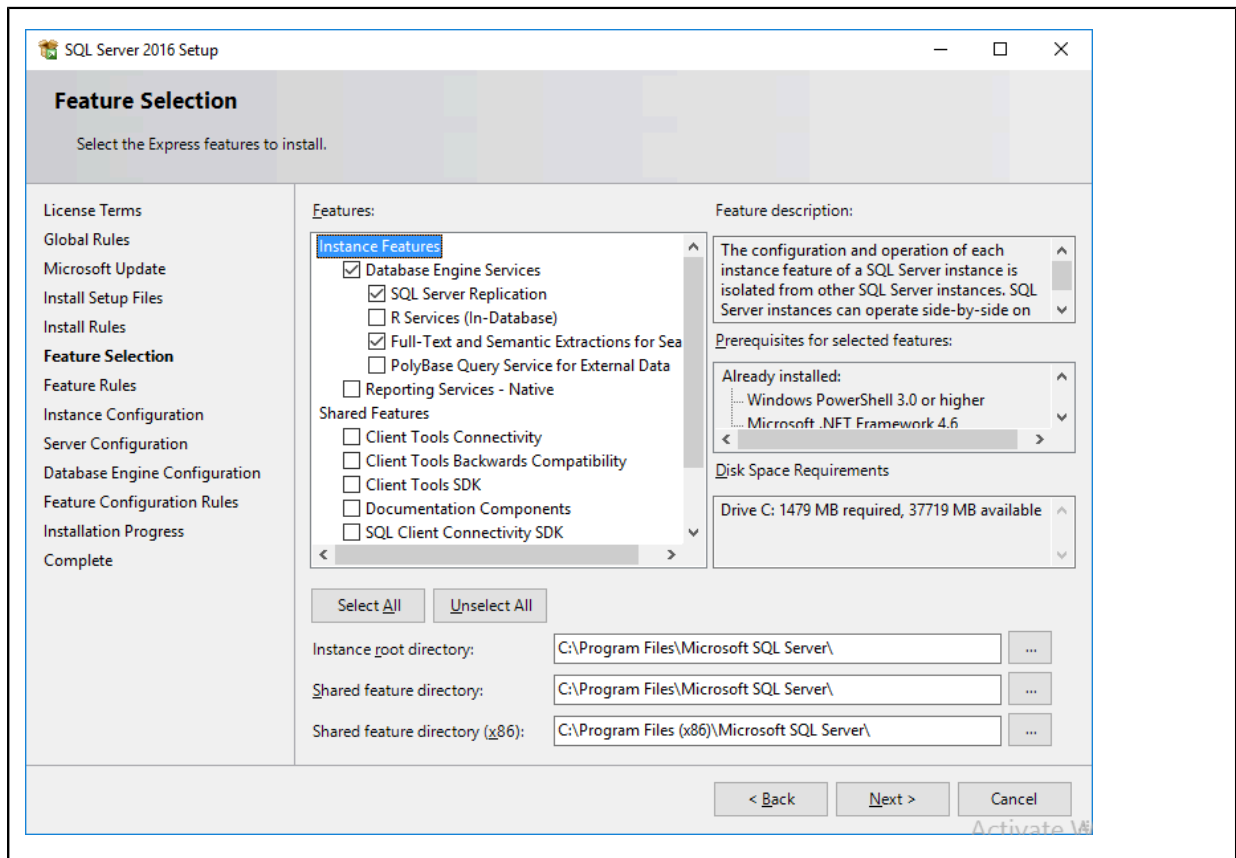 SQL Server 2016 Setup
Feature Selection
Select the Express features to install.
License Terms
Global Rules
Microsoft Update
Install Setup Files
Install Rules
Feature Selection
Feature Rules
Instance Configuration
Server Configuration
Database Engine Configuration
Feature Configuration Rules
Installation Progress
Complete
Features:
Instance Features
Database Engine Services
SQL Server Replication
R Services (In-Database)
Full-Text and Semantic Extractions for Sea
PolyBase Query Service for External Data
Reporting Services - Native
Shared Features
Client Tools Connectivity
Client Tools Backwards Compatibility
Client Tools SDK
Documentation Components
SQL Client Connectivity SDK
Feature description:
The configuration and operation of each
instance feature of a SQL Server instance is
isolated from other SQL Server instances. SQL
Server instances can operate side-by-side on
Prerequisites for selected features:
Already installed:
Windows PowerShell 3.0 or higher
Microsoft .NET Framework 4.6
Disk Space Requirements
Drive C: 1479 MB required, 37719 MB available
Select All
Unselect All
Instance root directory:
C:\Program Files\Microsoft SQL Server\
...
Shared feature directory:
C:\Program Files\Microsoft SQL Server\
...
Shared feature directory (x86):
C:\Program Files (x86)\Microsoft SQL Server\
...
< Back
Next >
Cancel
Activate